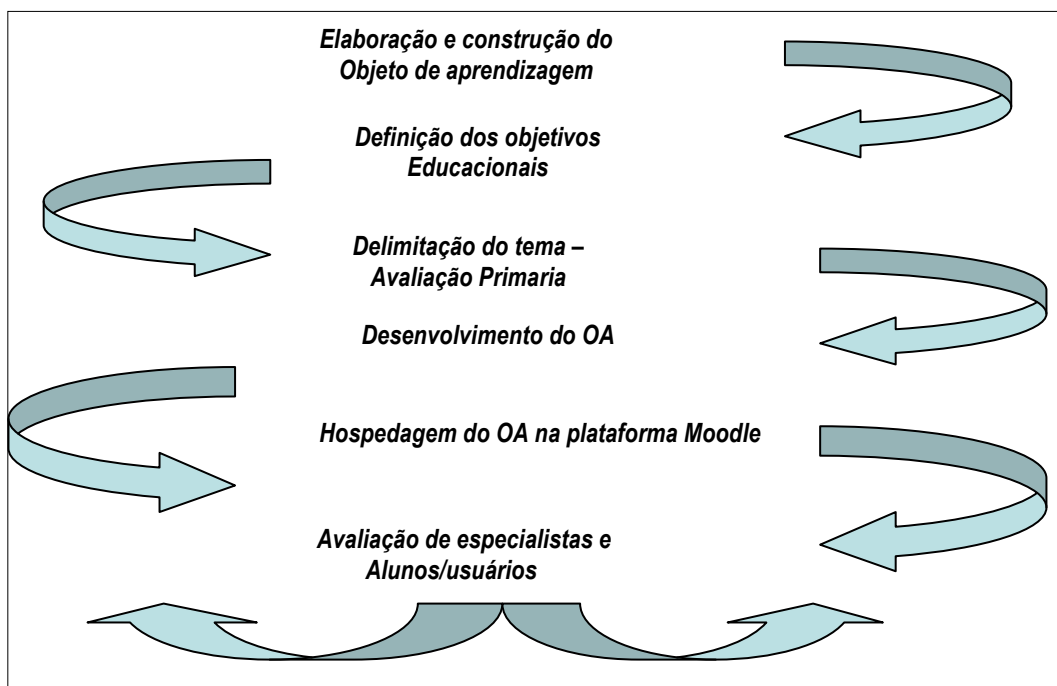 Elaboração e construção do
Objeto de aprendizagem
Definição dos objetivos
Educacionais
Delimitação do tema –
Avaliação Primaria
Desenvolvimento do OA
Hospedagem do OA na plataforma Moodle
Avaliação de especialistas e
Alunos/usuários